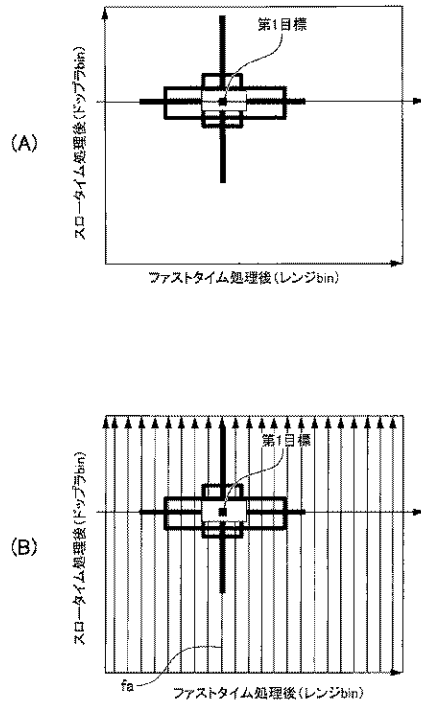 (A)
スロータイム処理後(ドップラbin)
第1目標
ファストタイム処理後(レンジbin)
(B)
スロータイム処理後(ドップラbin)
第1目標
fa
ファストタイム処理後(レンジbin)